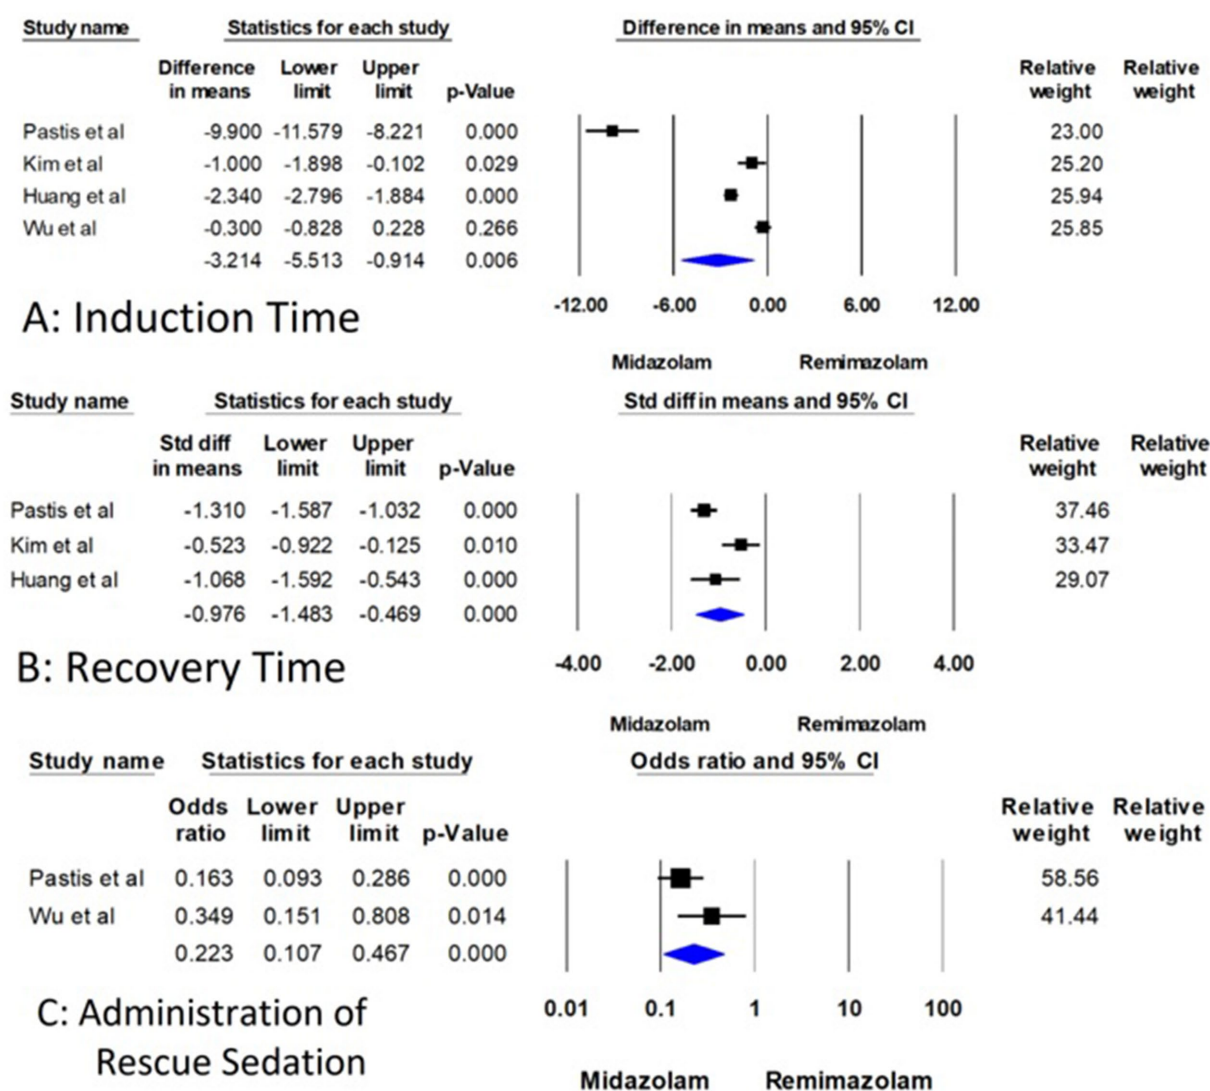 Study name Statistics for each study Difference in means and 95% CI
Difference Lower Upper Relative Relative
in means limit limit p-Value weight weight
Pastis et al -9.900 -11.579 -8.221 0.000 23.00
Kim et al -1.000 -1.898 -0.102 0.029 25.20
Huang et al -2.340 -2.796 -1.884 0.000 25.94
Wu et al -0.300 -0.828 0.228 0.266 25.85
-3.214 -5.513 -0.914 0.006
-12.00 -6.00 0.00 6.00 12.00
A: Induction Time
Midazolam Remimazolam
Study name Statistics for each study Std diff in means and 95% CI
Std diff Lower Upper Relative Relative
in means limit limit p-Value weight weight
Pastis et al -1.310 -1.587 -1.032 0.000 37.46
Kim et al -0.523 -0.922 -0.125 0.010 33.47
Huang et al -1.068 -1.592 -0.543 0.000 29.07
-0.976 -1.483 -0.469 0.000
B: Recovery Time -4.00 -2.00 0.00 2.00 4.00
Midazolam Remimazolam
Study name Statistics for each study Odds ratio and 95% CI
Odds Lower Upper Relative Relative
ratio limit limit p-Value weight weight
Pastis et al 0.163 0.093 0.286 0.000 58.56
Wu et al 0.349 0.151 0.808 0.014 41.44
0.223 0.107 0.467 0.000
C: Administration of 0.01 0.1 1 10 100
Rescue Sedation
Midazolam Remimazolam